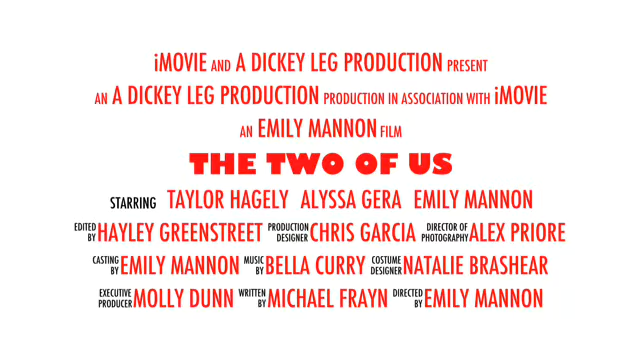 iMOVIE AND A DICKEY LEG PRODUCTION PRESENT
AN A DICKEY LEG PRODUCTION PRODUCTION IN ASSOCIATION WITH iMOVIE
AN EMILY MANNON FILM
THE TWO OF US
STARRING TAYLOR HAGELY ALYSSA GERA EMILY MANNON
EDITED BY HAYLEY GREENSTREET PRODUCTION DESIGNER CHRIS GARCIA DIRECTOR OF PHOTOGRAPHY ALEX PRIORE
CASTING BY EMILY MANNON MUSIC BY BELLA CURRY COSTUME DESIGNER NATALIE BRASHEAR
EXECUTIVE PRODUCER MOLLY DUNN WRITTEN BY MICHAEL FRAYN DIRECTED BY EMILY MANNON